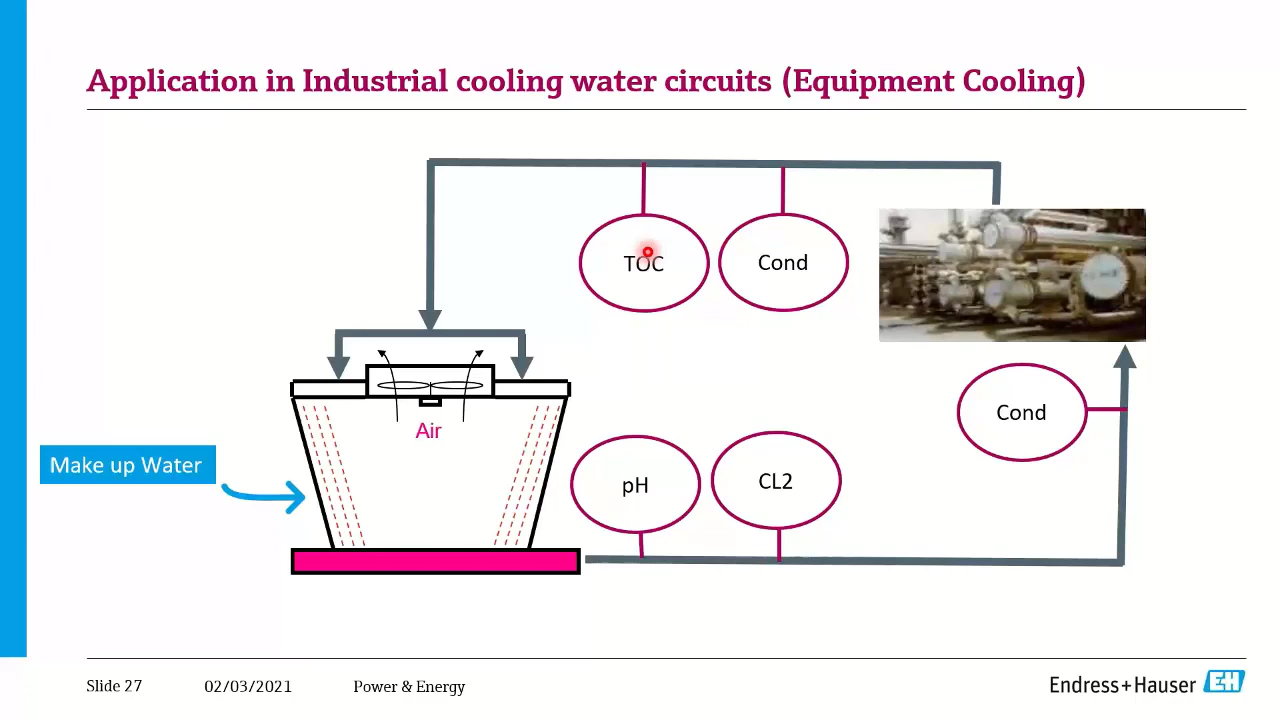 Application in Industrial cooling water circuits (Equipment Cooling)
TOC
Cond
Cond
Air
Make up Water
pH
CL2
Slide 27
02/03/2021
Power & Energy
Endress+Hauser EH